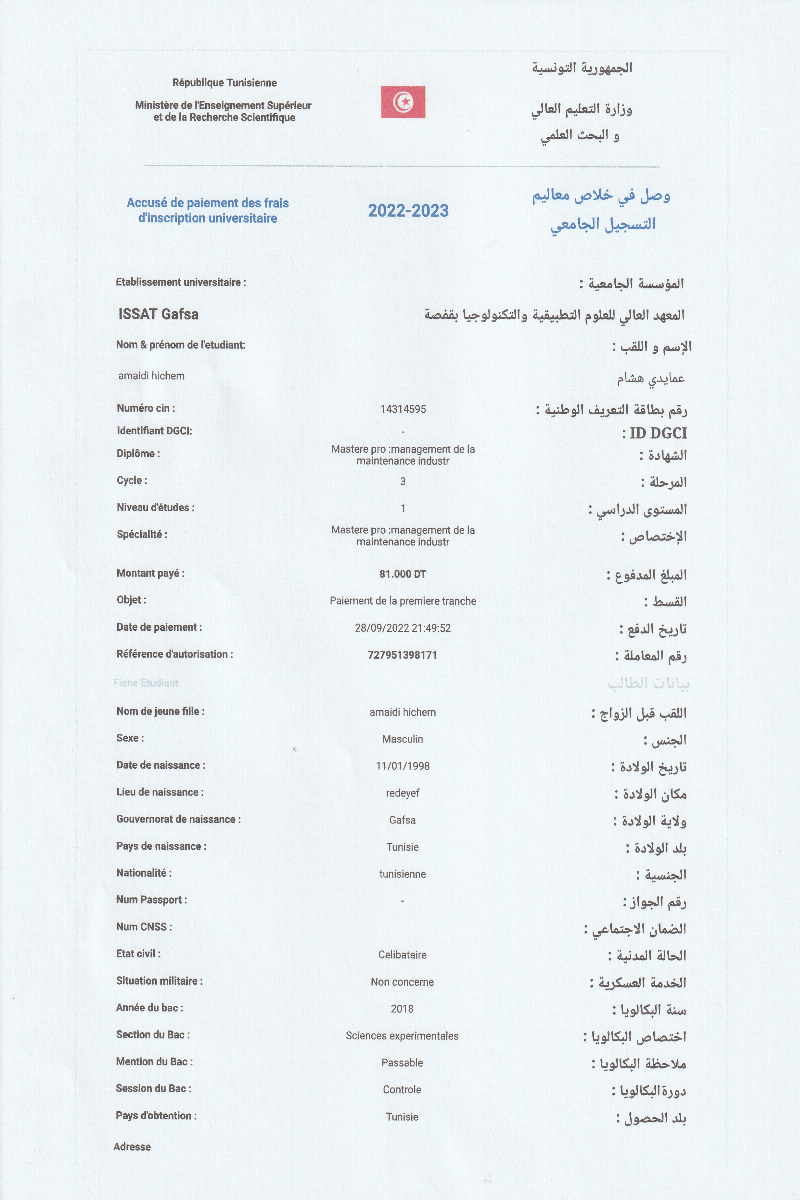 République Tunisienne
Ministère de l'Enseignement Supérieur
et de la Recherche Scientifique
الجمهورية التونسية
وزارة التعليم العالي
و البحث العلمي
Accusé de paiement des frais
d'inscription universitaire
2022-2023
وصل في خلاص معاليم
التسجيل الجامعي
Etablissement universitaire : المؤسسة الجامعية :
ISSAT Gafsa المعهد العالي للعلوم التطبيقية والتكنولوجيا بقفصة
Nom & prénom de l'etudiant: الإسم و اللقب :
amaidi hichem عمايدي هشام
Numéro cin : 14314595 رقم بطاقة التعريف الوطنية :
Identifiant DGCI: - ID DGCI :
Diplôme : Mastere pro :management de la
maintenance industr الشهادة :
Cycle : 3 المرحلة :
Niveau d'études : 1 المستوى الدراسي :
Spécialité : Mastere pro :management de la
maintenance industr الإختصاص :
Montant payé : 81.000 DT المبلغ المدفوع :
Objet : Paiement de la premiere tranche القسط :
Date de paiement : 28/09/2022 21:49:52 تاريخ الدفع :
Référence d'autorisation : 727951398171 رقم المعاملة :
Fiche Etudiant بيانات الطالب
Nom de jeune fille : amaidi hichem اللقب قبل الزواج :
Sexe : Masculin الجنس :
Date de naissance : 11/01/1998 تاريخ الولادة :
Lieu de naissance : redeyef مكان الولادة :
Gouvernorat de naissance : Gafsa ولاية الولادة :
Pays de naissance : Tunisie بلد الولادة :
Nationalité : tunisienne الجنسية :
Num Passport : - رقم الجواز :
Num CNSS : الضمان الاجتماعي :
Etat civil : Celibataire الحالة المدنية :
Situation militaire : Non concerne الخدمة العسكرية :
Année du bac : 2018 سنة البكالويا :
Section du Bac : Sciences experimentales اختصاص البكالويا :
Mention du Bac : Passable ملاحظة البكالويا :
Session du Bac : Controle دورة البكالويا :
Pays d'obtention : Tunisie بلد الحصول :
Adresse